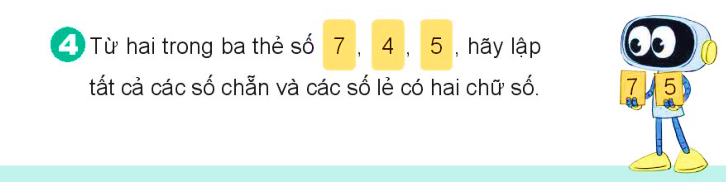 4 Từ hai trong ba thẻ số 7, 4, 5, hãy lập
tất cả các số chẵn và các số lẻ có hai chữ số.
7 5